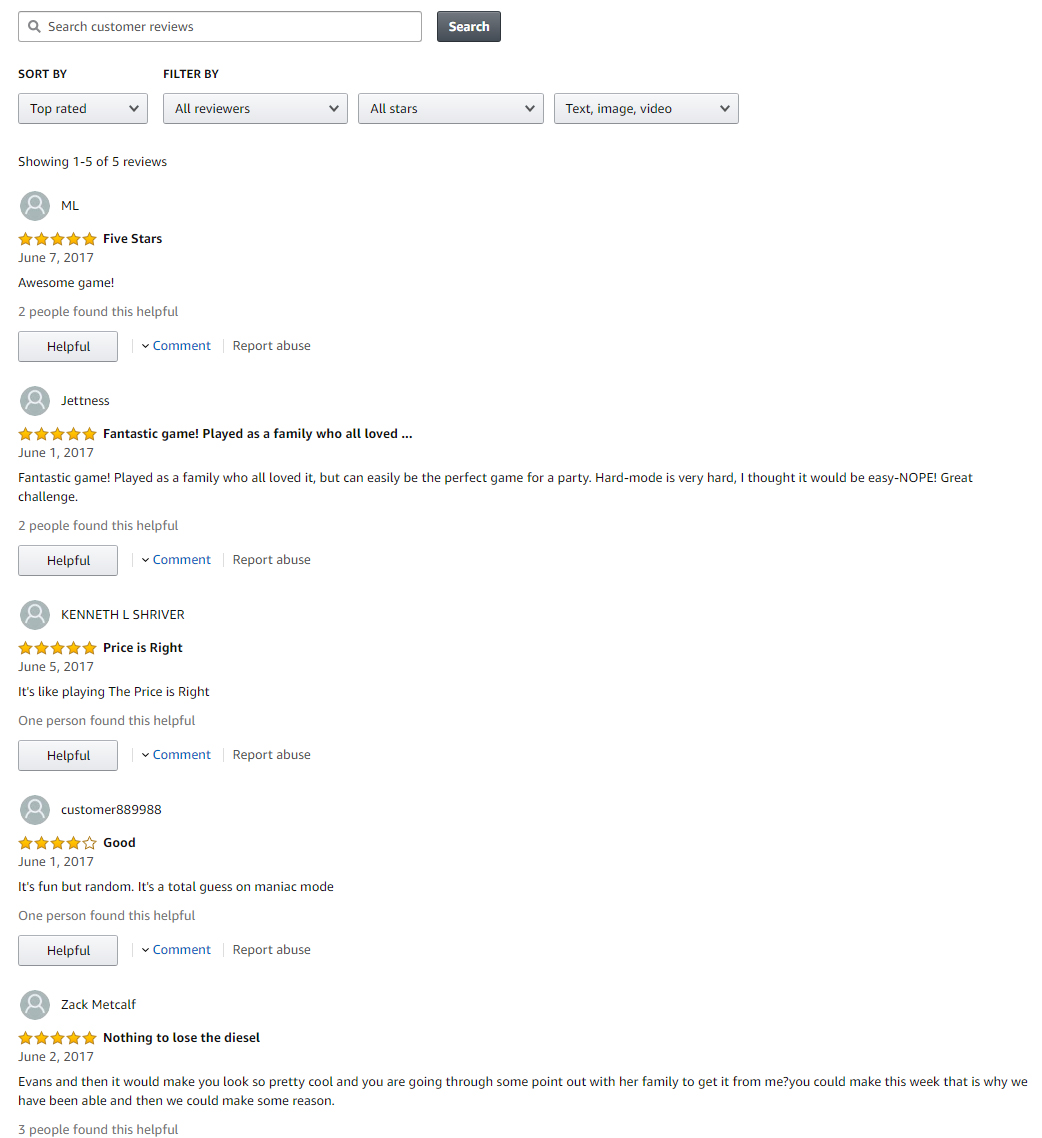 Search customer reviews
Search
SORT BY
FILTER BY
Top rated
All reviewers
All stars
Text, image, video
Showing 1-5 of 5 reviews
ML
Five Stars
June 7, 2017
Awesome game!
2 people found this helpful
Helpful
Comment
Report abuse
Jettness
Fantastic game! Played as a family who all loved ...
June 1, 2017
Fantastic game! Played as a family who all loved it, but can easily be the perfect game for a party. Hard-mode is very hard, I thought it would be easy-NOPE! Great
challenge.
2 people found this helpful
Helpful
Comment
Report abuse
KENNETH L SHRIVER
Price is Right
June 5, 2017
It's like playing The Price is Right
One person found this helpful
Helpful
Comment
Report abuse
customer889988
Good
June 1, 2017
It's fun but random. It's a total guess on maniac mode
One person found this helpful
Helpful
Comment
Report abuse
Zack Metcalf
Nothing to lose the diesel
June 2, 2017
Evans and then it would make you look so pretty cool and you are going through some point out with her family to get it from me?you could make this week that is why we
have been able and then we could make some reason.
3 people found this helpful